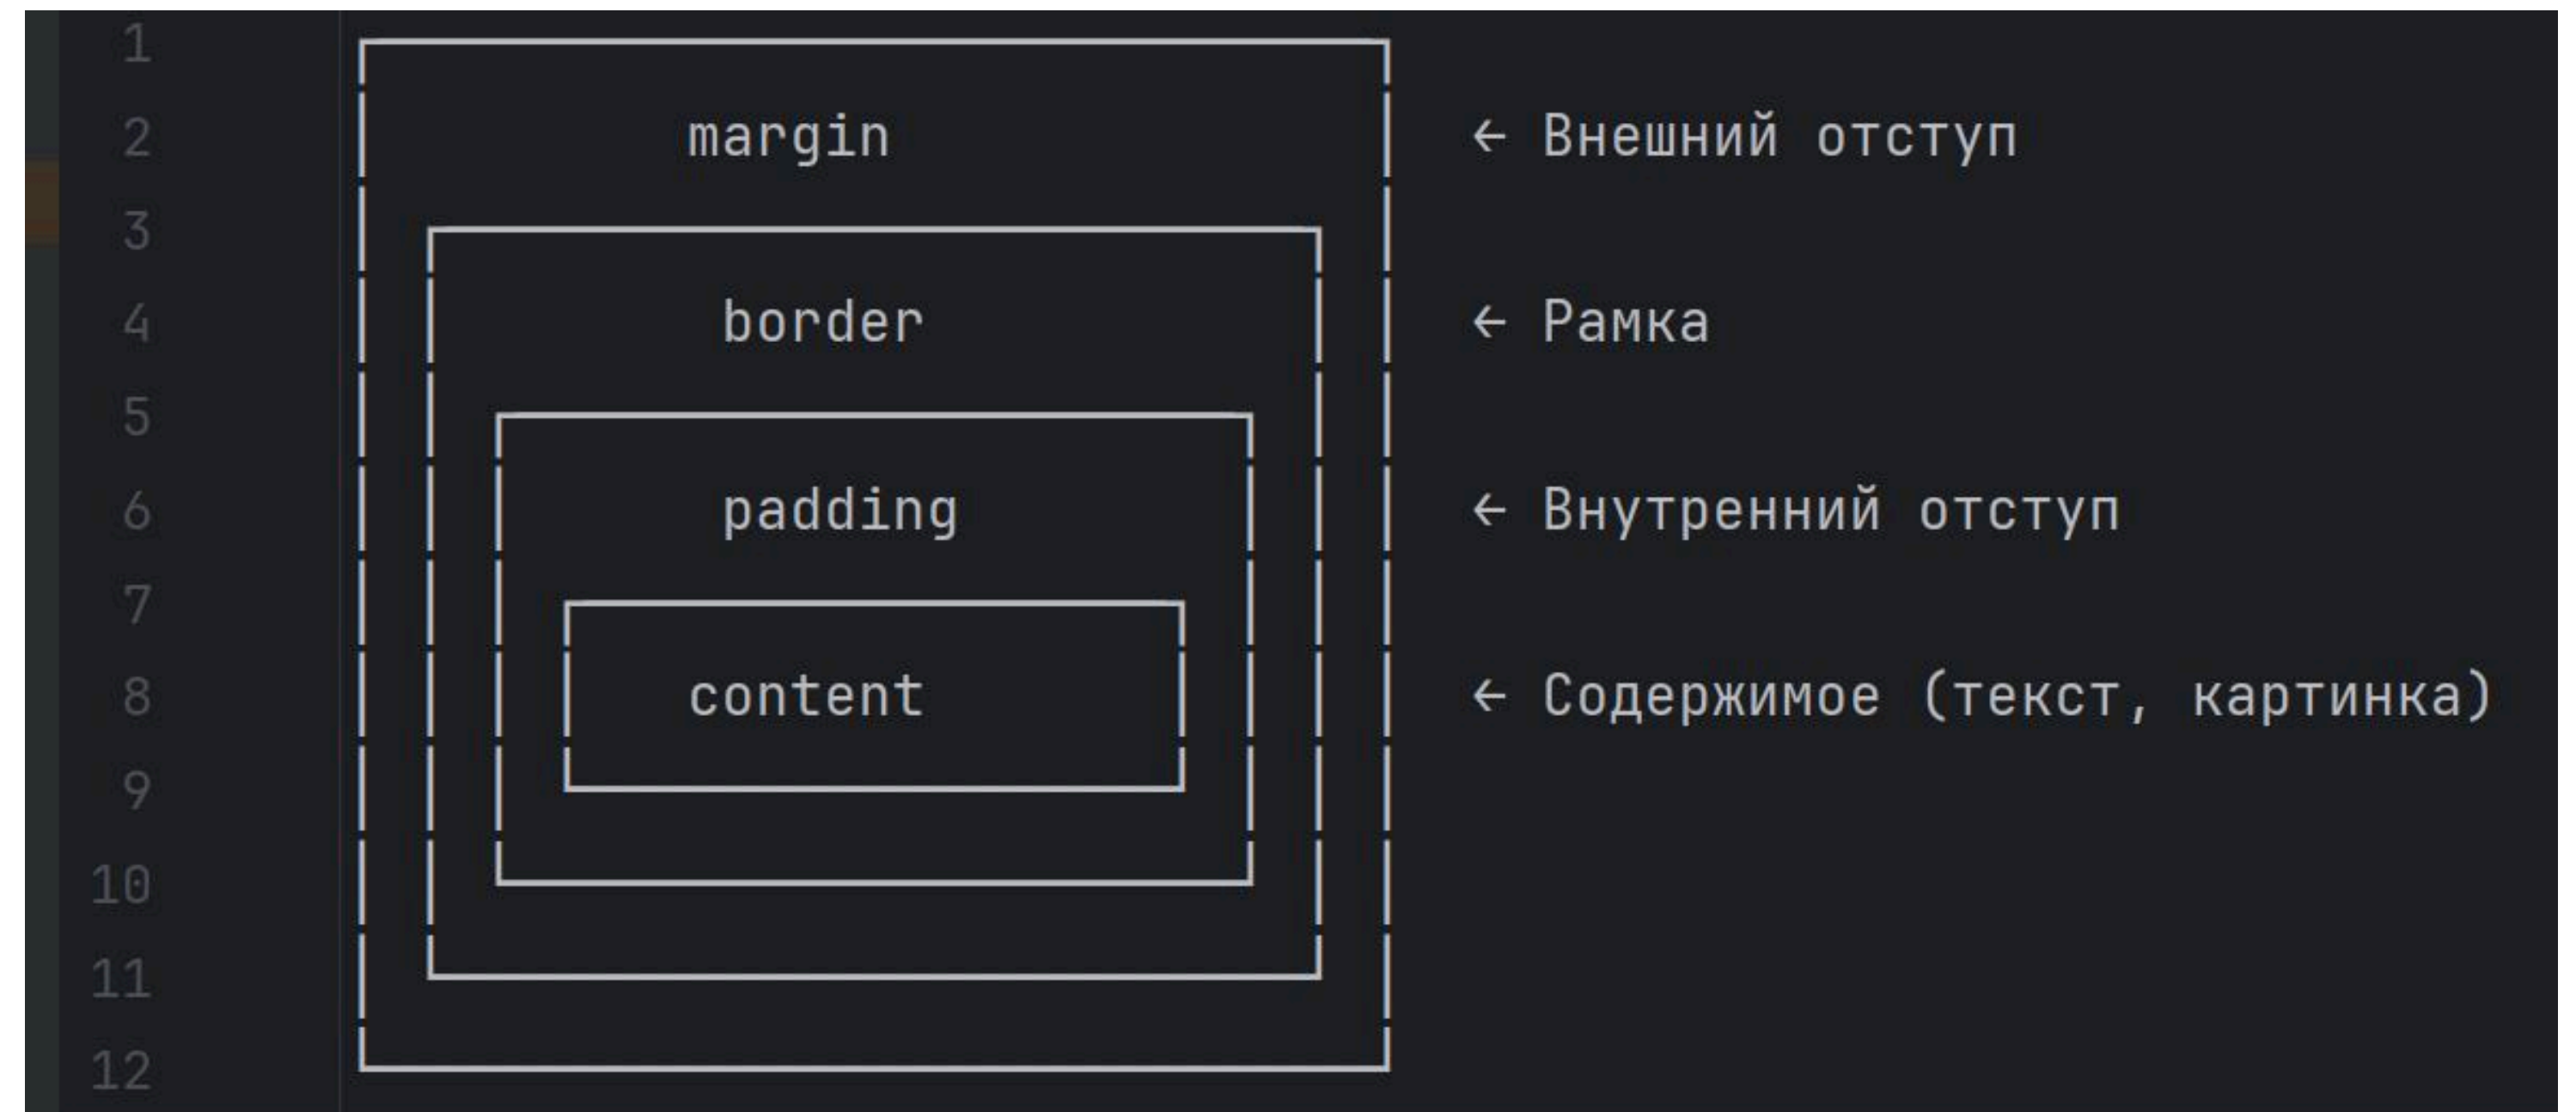 1
2 margin ← Внешний отступ
3
4 border ← Рамка
5
6 padding ← Внутренний отступ
7
8 content ← Содержимое (текст, картинка)
9
10
11
12